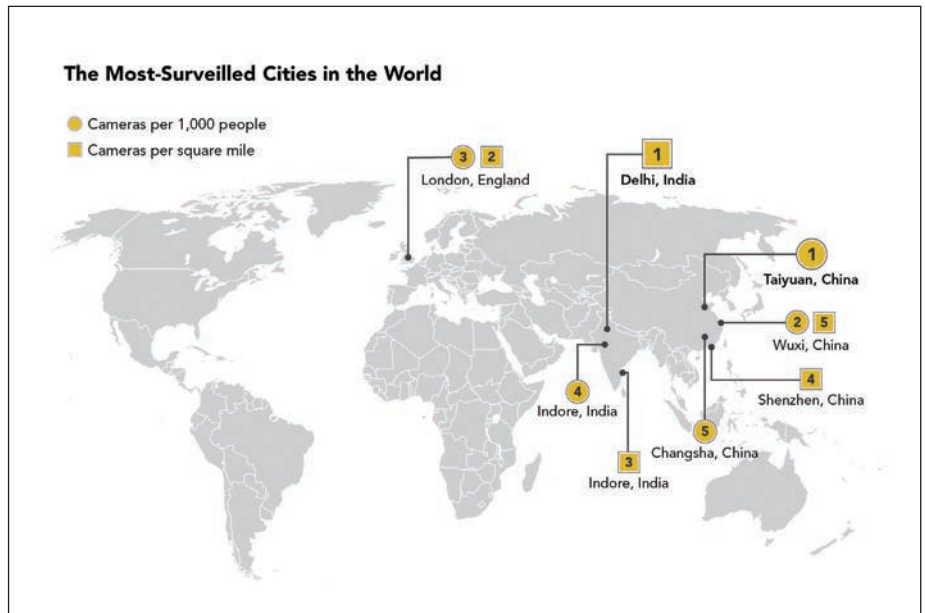 The Most-Surveilled Cities in the World
Cameras per 1,000 people
Cameras per square mile
3 2
London, England
1
Delhi, India
1
Taiyuan, China
2 5
Wuxi, China
4
Shenzhen, China
4
Indore, India
5
Changsha, China
3
Indore, India